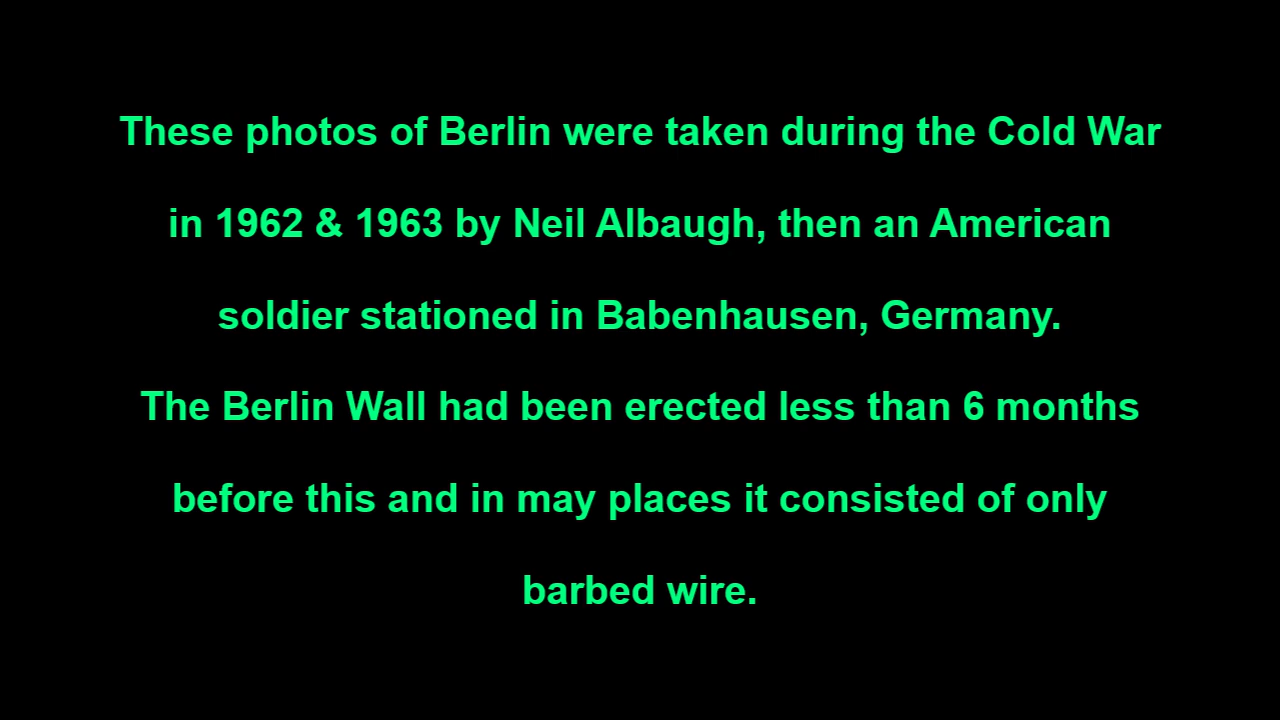 These photos of Berlin were taken during the Cold War
in 1962 & 1963 by Neil Albaugh, then an American
soldier stationed in Babenhausen, Germany.
The Berlin Wall had been erected less than 6 months
before this and in may places it consisted of only
barbed wire.